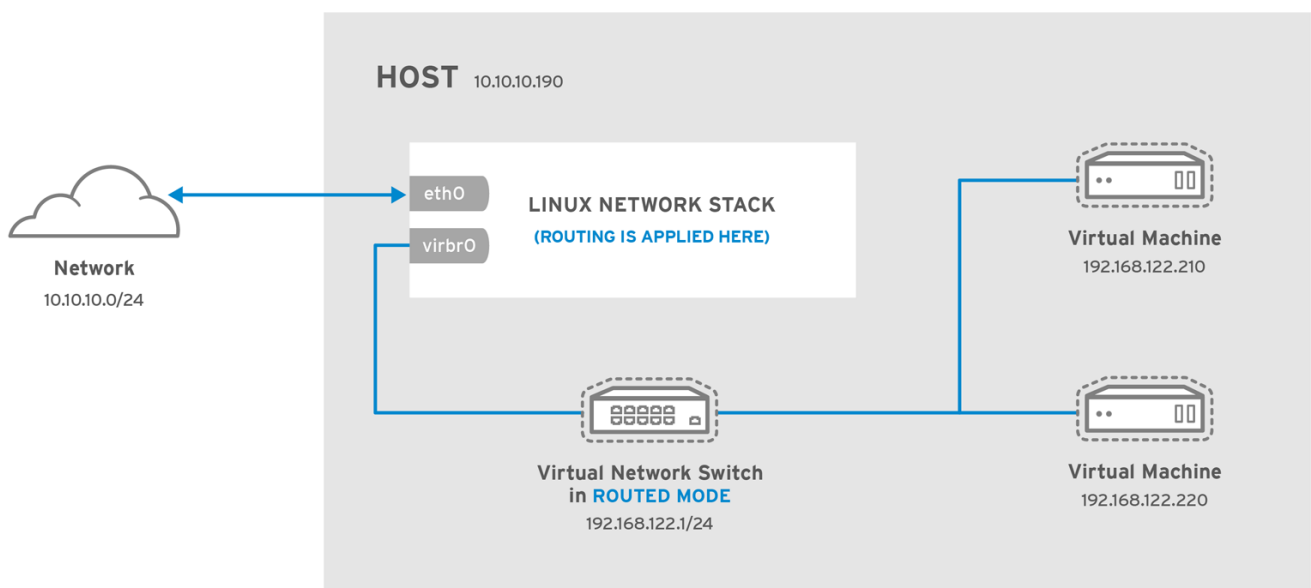 HOST 10.10.10.190
eth0
LINUX NETWORK STACK
(ROUTING IS APPLIED HERE)
virbr0
Network
10.10.10.0/24
Virtual Machine
192.168.122.210
Virtual Network Switch
in ROUTED MODE
192.168.122.1/24
Virtual Machine
192.168.122.220